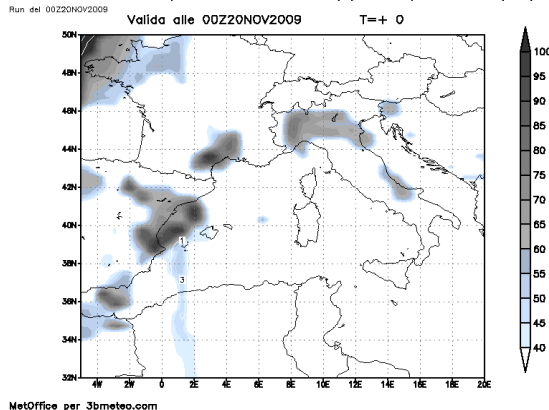 Run del 00Z20NOV2009
Valida alle 00Z20NOV2009 T=+ 0
50N
48N
46N
44N
42N
40N
38N
36N
34N
32N
1
3
4W 2W 0 2E 4E 6E 8E 10E 12E 14E 16E 18E 20E
100
95
90
85
80
75
70
65
60
55
50
45
40
MetOffice per 3bmeteo.com